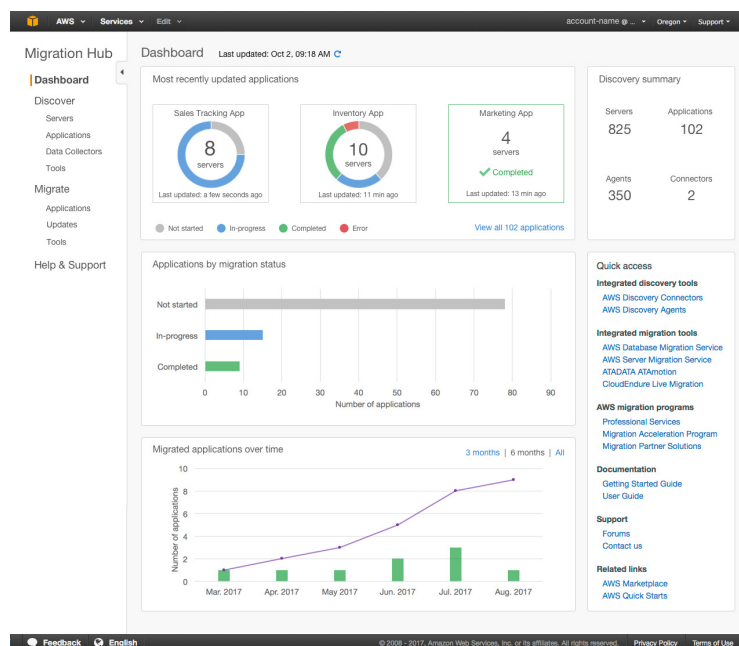 AWS Services Edit account-name @ ... Oregon Support
Migration Hub
Dashboard
Discover
Servers
Applications
Data Collectors
Tools
Migrate
Applications
Updates
Tools
Help & Support
Dashboard Last updated: Oct 2, 09:18 AM
Most recently updated applications
Sales Tracking App
8
servers
Last updated: a few seconds ago
Inventory App
10
servers
Last updated: 11 min ago
Marketing App
4
servers
Completed
Last updated: 13 min ago
Not started In-progress Completed Error View all 102 applications
Discovery summary
Servers Applications
825 102
Agents Connectors
350 2
Applications by migration status
Not started
In-progress
Completed
0 10 20 30 40 50 60 70 80 90
Number of applications
Migrated applications over time 3 months | 6 months | All
Number of applications
10
8
6
4
2
0
Mar. 2017 Apr. 2017 May 2017 Jun. 2017 Jul. 2017 Aug. 2017
Quick access
Integrated discovery tools
AWS Discovery Connectors
AWS Discovery Agents
Integrated migration tools
AWS Database Migration Service
AWS Server Migration Service
ATADATA ATAmotion
CloudEndure Live Migration
AWS migration programs
Professional Services
Migration Acceleration Program
Migration Partner Solutions
Documentation
Getting Started Guide
User Guide
Support
Forums
Contact us
Related links
AWS Marketplace
AWS Quick Starts
Feedback English © 2008 - 2017, Amazon Web Services, Inc. or its affiliates. All rights reserved. Privacy Policy Terms of Use